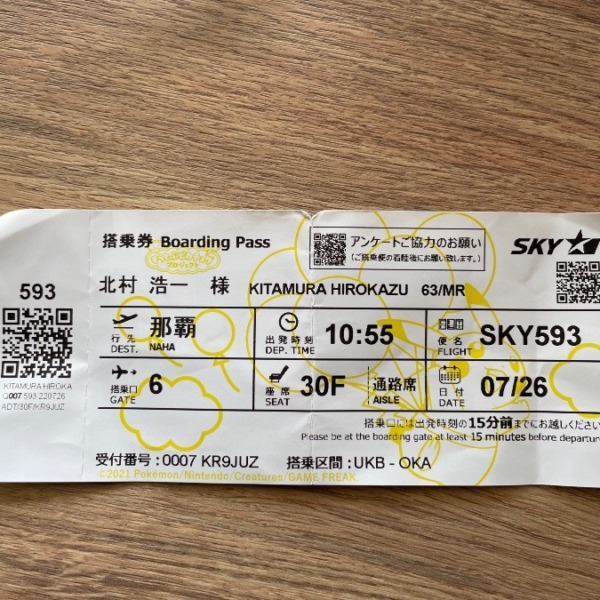 搭乗券 Boarding Pass
アンケートご協力のお願い
(ご搭乗便の着陸後にお願い致します。)
SKY
593
北村 浩一 様 KITAMURA HIROKAZU 63/MR
行先 DEST. 那覇 NAHA
出発時刻 DEP. TIME 10:55
便名 FLIGHT SKY593
搭乗口 GATE 6
座席 SEAT 30F 通路席 AISLE
日付 DATE 07/26
KITAMURA HIROKA
0007 593 220726
ADT/30F/KR9JUZ
搭乗口には出発時刻の15分前までにお越しください
Please be at the boarding gate at least 15 minutes before departure
受付番号:0007 KR9JUZ 搭乗区間:UKB - OKA
©2021 Pokémon/Nintendo/Creatures/GAME FREAK.